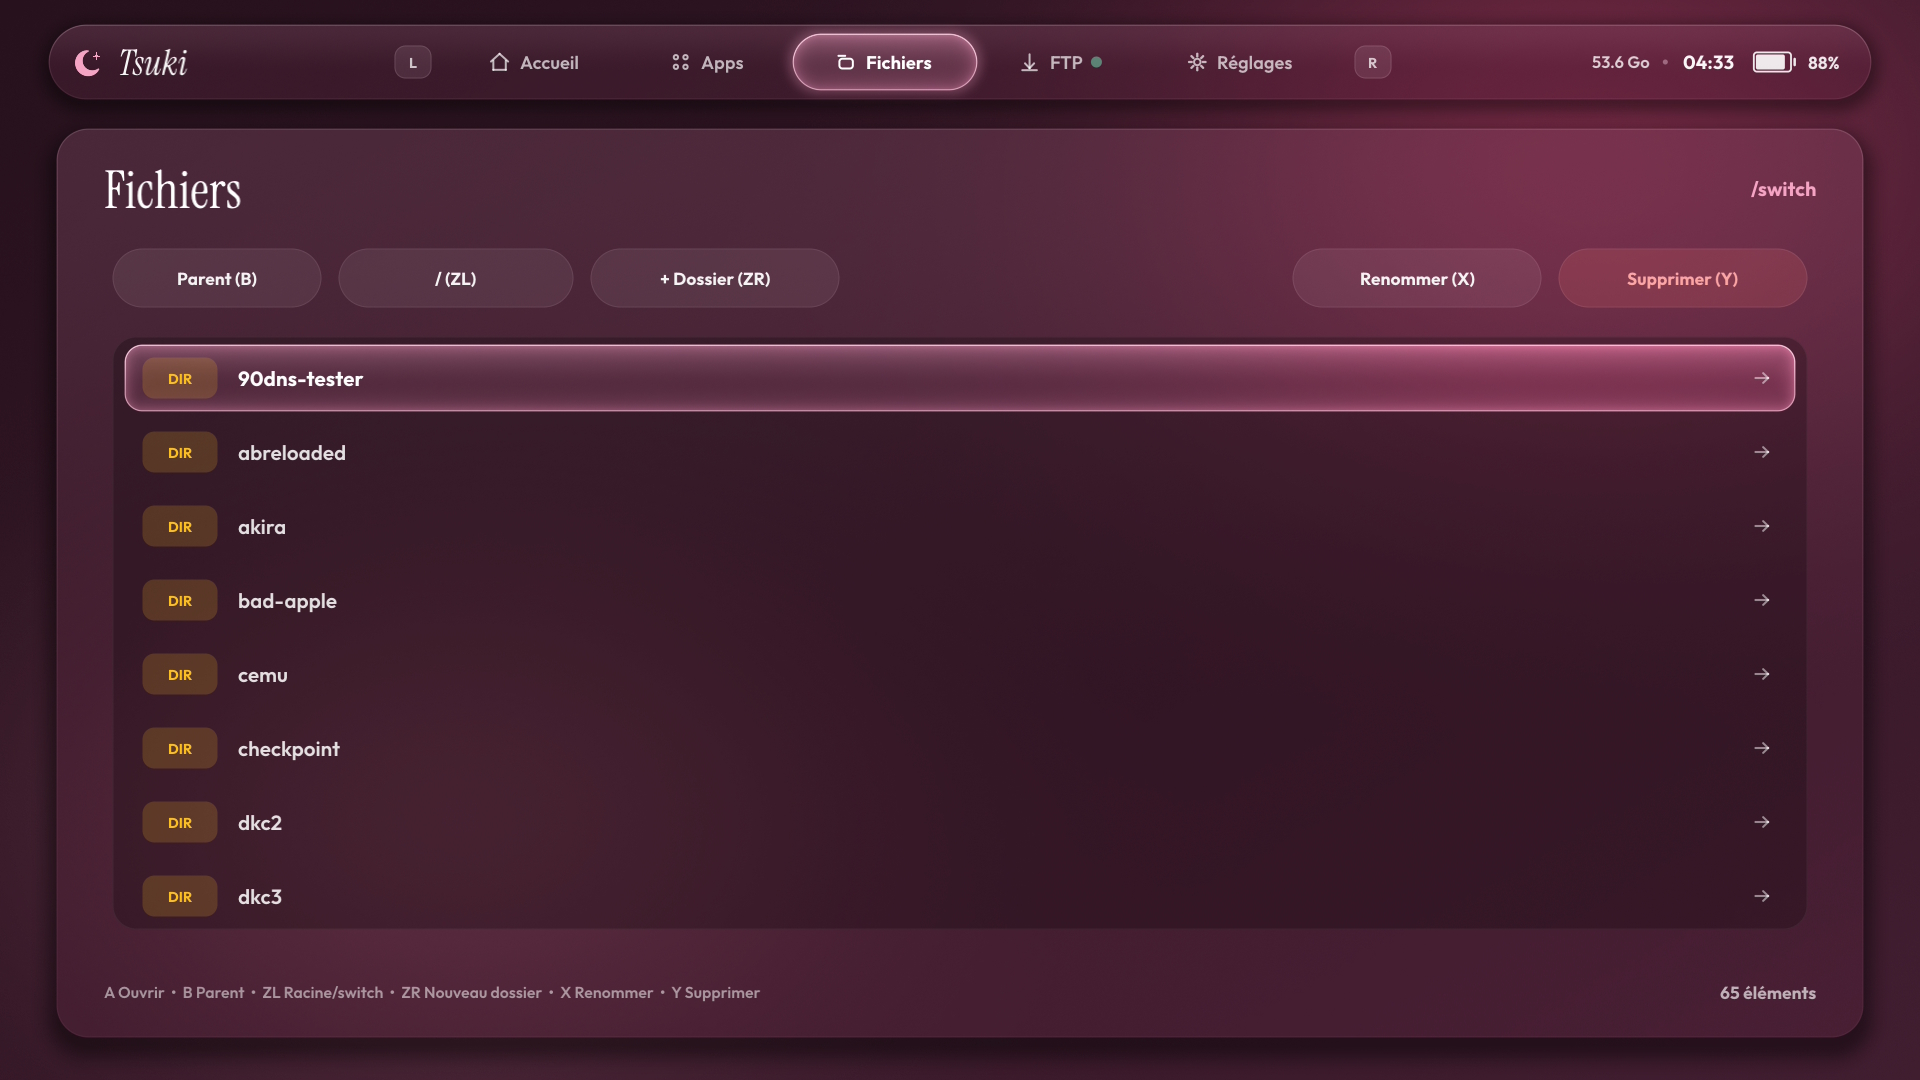 Tsuki L Accueil Apps Fichiers FTP Réglages R 53.6 Go • 04:33 88%
Fichiers /switch
Parent (B) / (ZL) + Dossier (ZR) Renommer (X) Supprimer (Y)
DIR 90dns-tester →
DIR abreloaded →
DIR akira →
DIR bad-apple →
DIR cemu →
DIR checkpoint →
DIR dkc2 →
DIR dkc3 →
A Ouvrir • B Parent • ZL Racine/switch • ZR Nouveau dossier • X Renommer • Y Supprimer 65 éléments